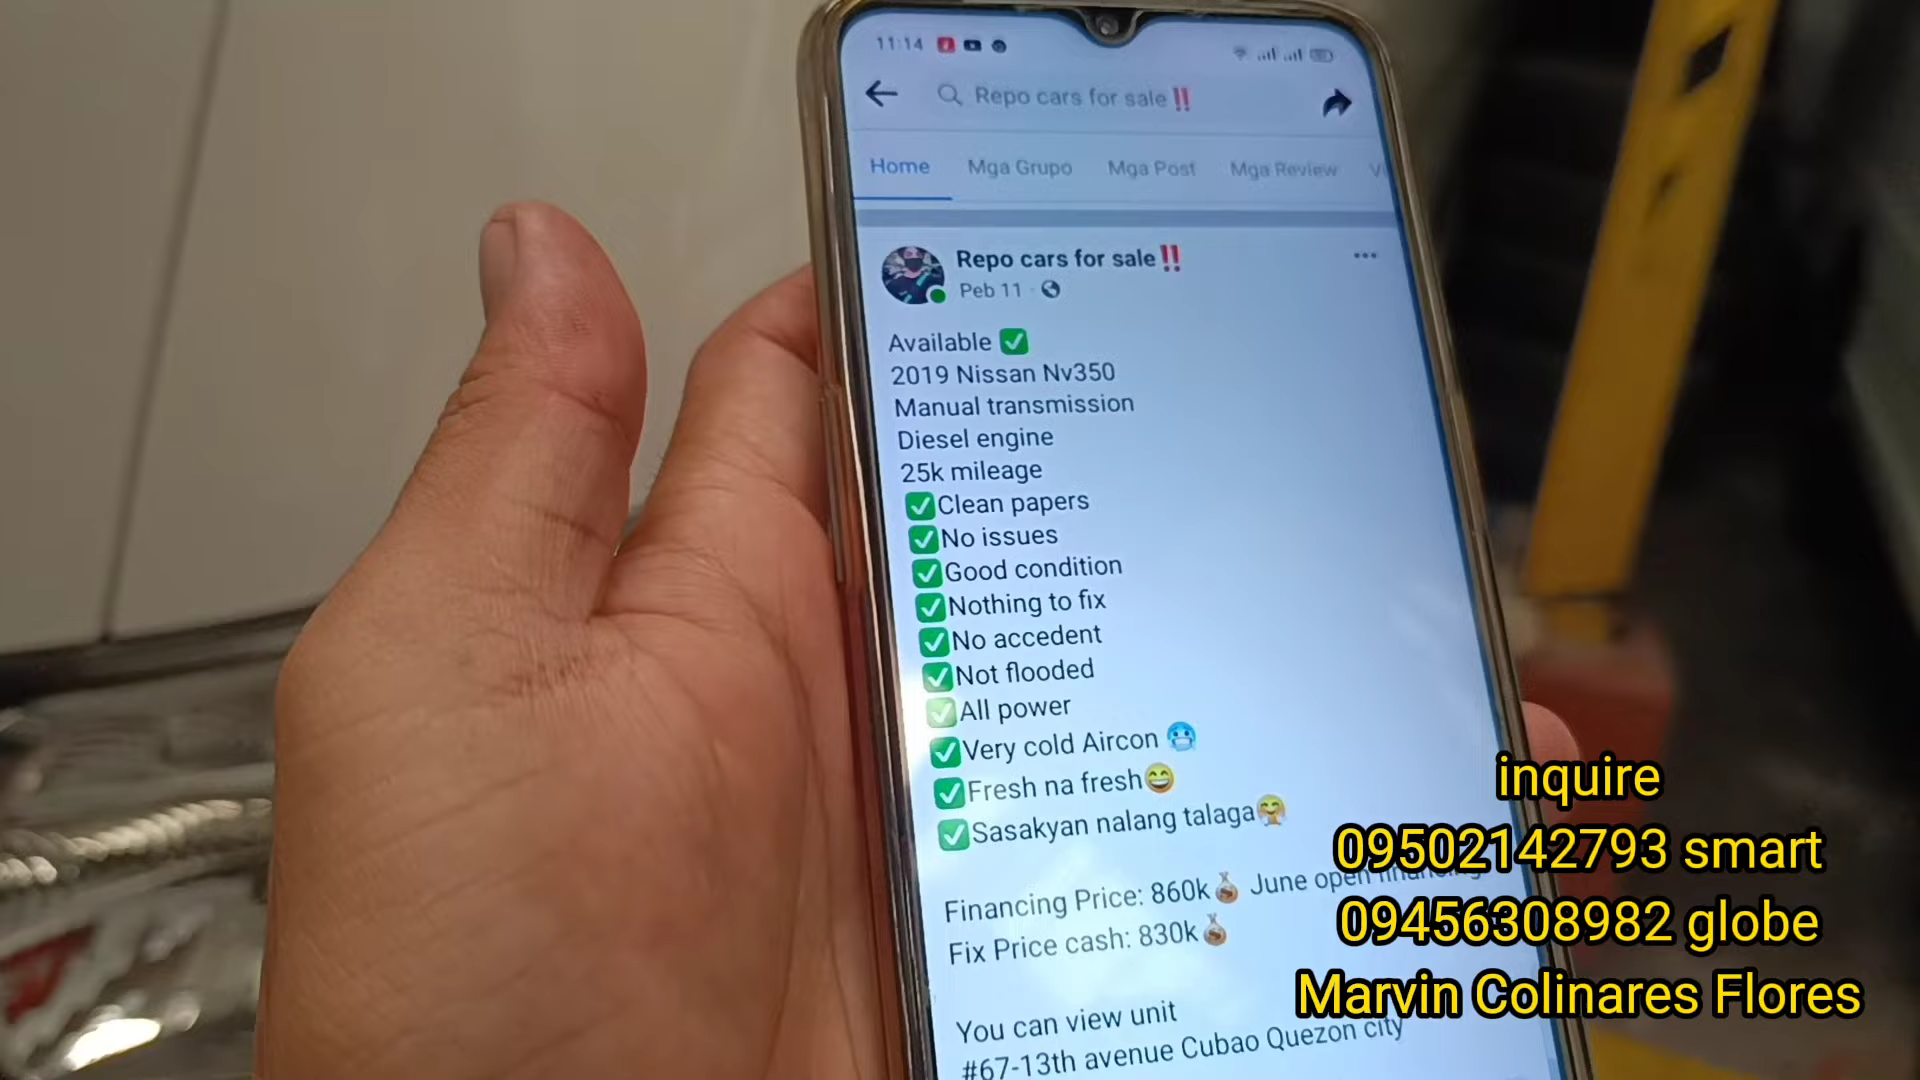 11:14
Repo cars for sale‼️
Home Mga Grupo Mga Post Mga Review
Repo cars for sale‼️
Peb 11
Available ✅
2019 Nissan Nv350
Manual transmission
Diesel engine
25k mileage
✅Clean papers
✅No issues
✅Good condition
✅Nothing to fix
✅No accedent
✅Not flooded
✅All power
✅Very cold Aircon 🥶
✅Fresh na fresh😄
✅Sasakyan nalang talaga
Financing Price: 860k💰 June open financing
Fix Price cash: 830k💰
You can view unit
#67-13th avenue Cubao Quezon city
inquire
09502142793 smart
09456308982 globe
Marvin Colinares Flores